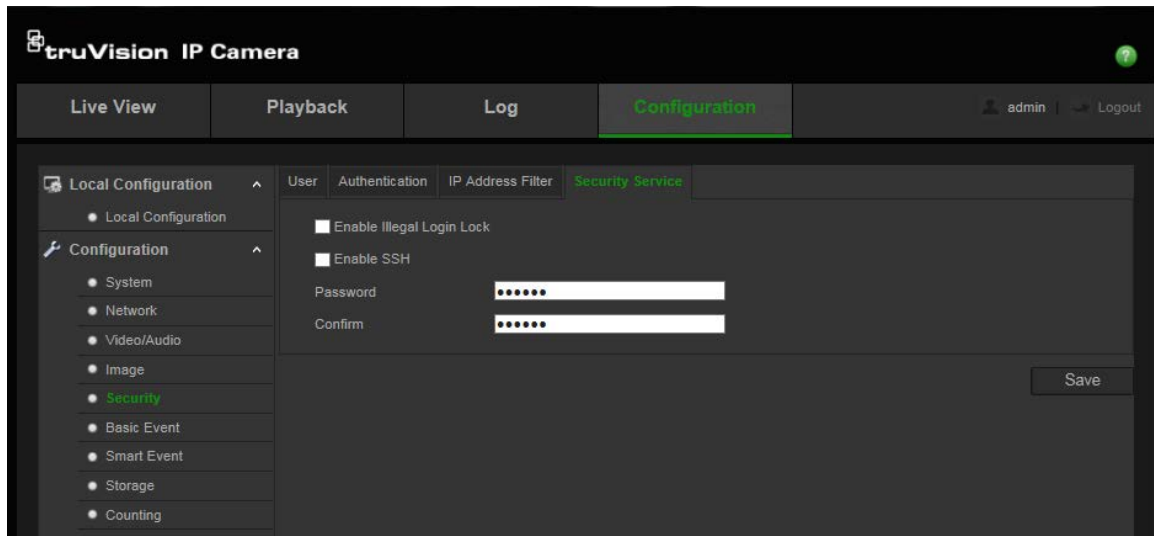 truVision IP Camera
?
Live View Playback Log Configuration admin | Logout
Local Configuration
User Authentication IP Address Filter Security Service
Local Configuration
Enable Illegal Login Lock
Configuration
Enable SSH
System
Password ••••••
Network
Confirm ••••••
Video/Audio
Image
Save
Security
Basic Event
Smart Event
Storage
Counting